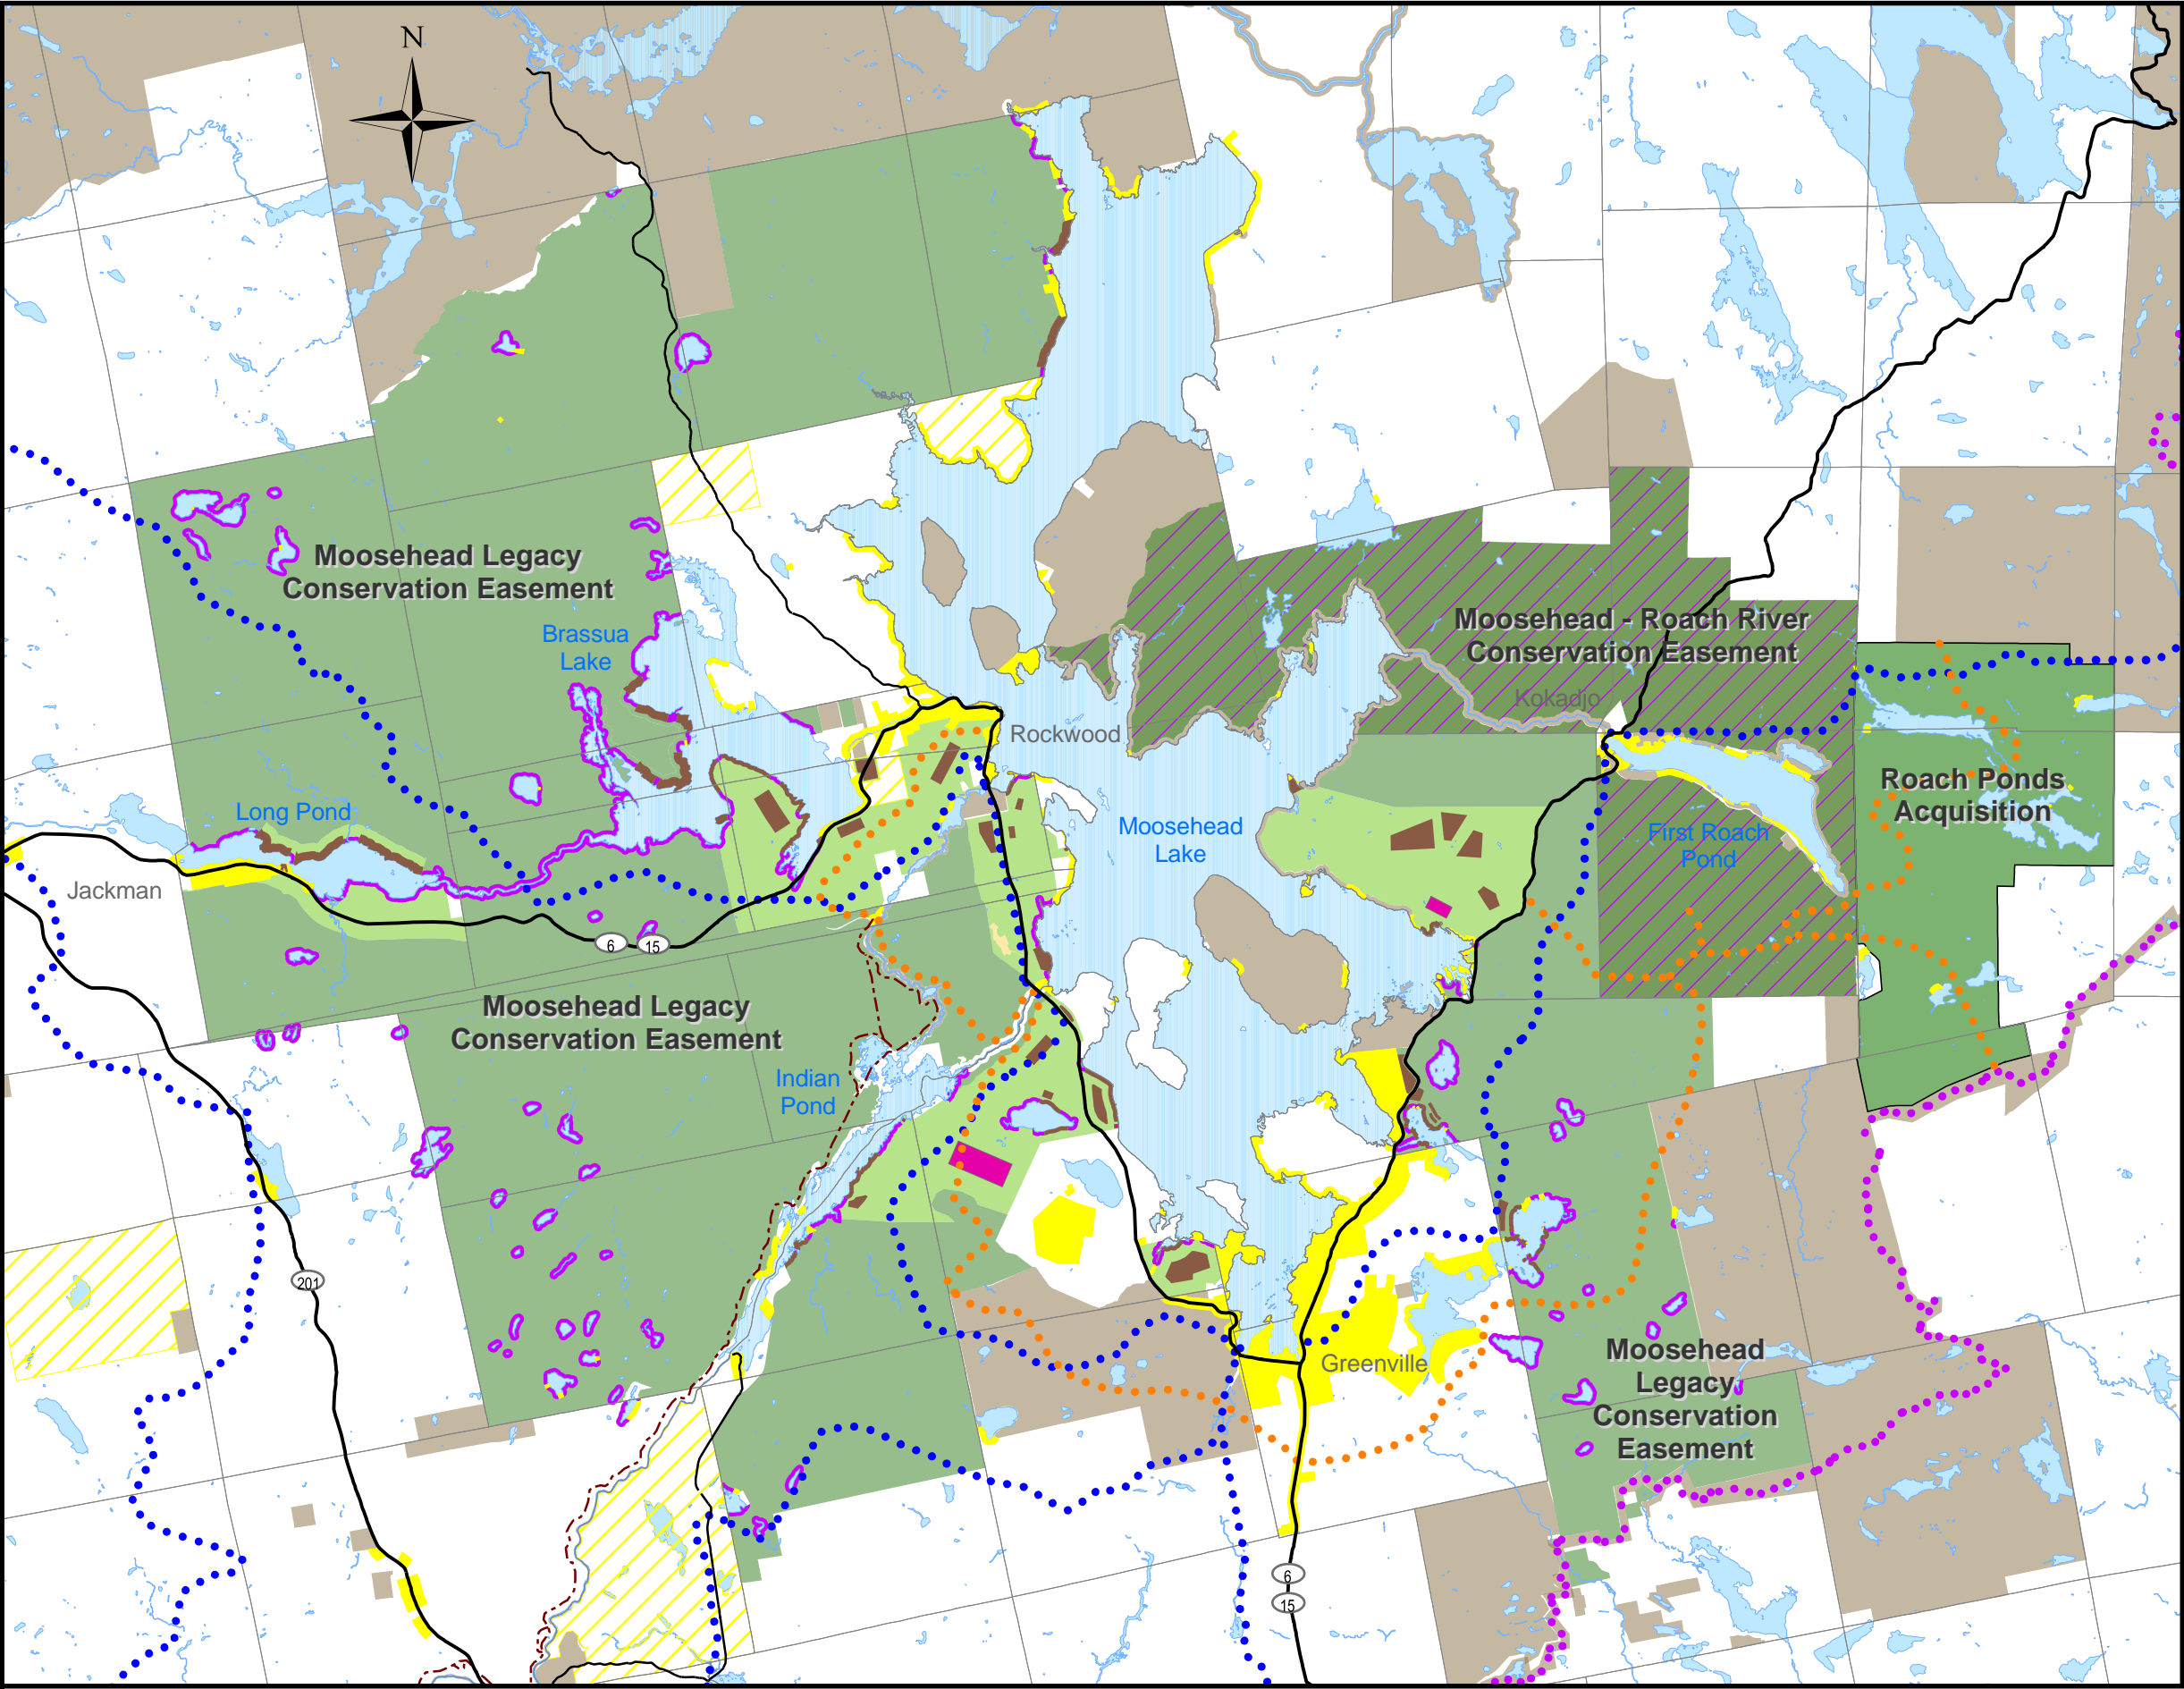 N
Moosehead Legacy
Conservation Easement
Brassua
Lake
Moosehead - Roach River
Conservation Easement
Kokadjo
Rockwood
Roach Ponds
Acquisition
Long Pond
Moosehead
Lake
First Roach
Pond
Jackman
6
15
Moosehead Legacy
Conservation Easement
Indian
Pond
201
Greenville
Moosehead
Legacy
Conservation
Easement
6
15